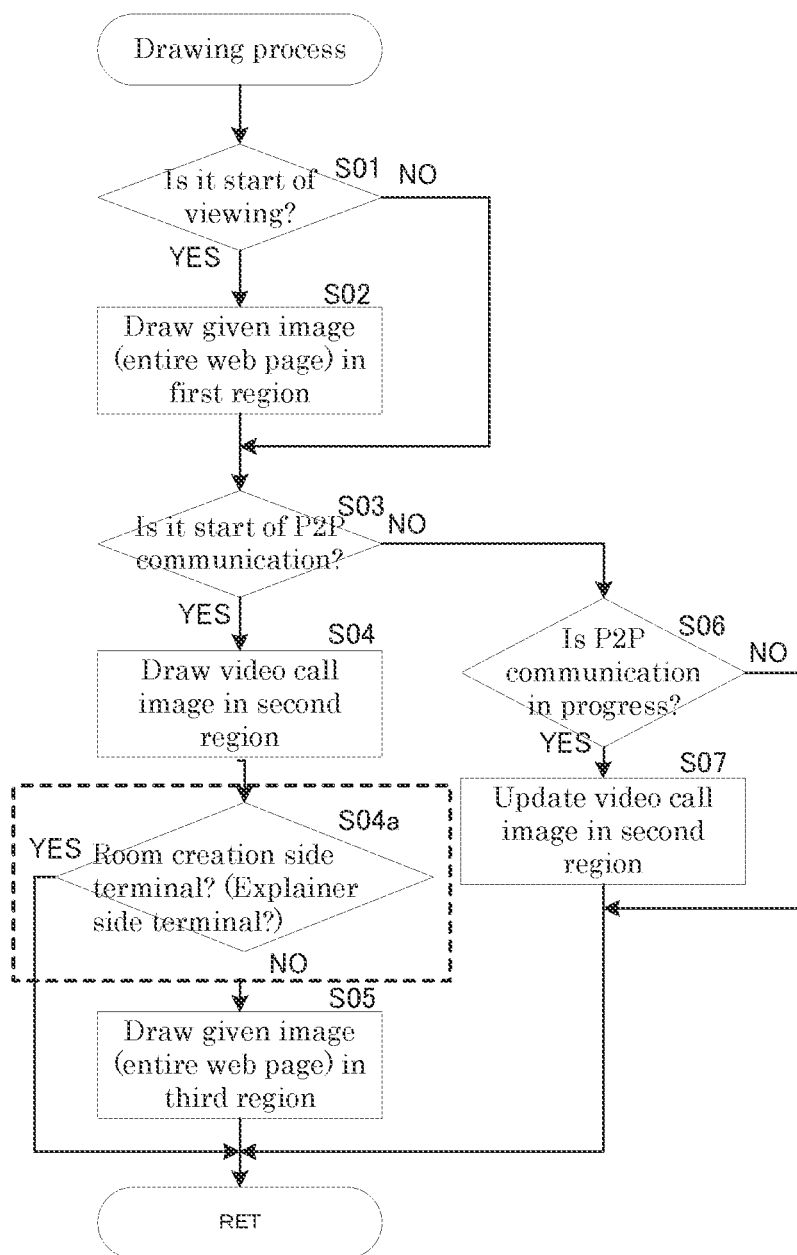 Drawing process
S01
NO
Is it start of
viewing?
YES
S02
Draw given image
(entire web page) in
first region
S03
NO
Is it start of P2P
communication?
YES
S04
Draw video call
image in second
region
S06
NO
Is P2P
communication
in progress?
YES
S07
Update video call
image in second
region
S04a
YES
Room creation side
terminal? (Explainer
side terminal?)
NO
S05
Draw given image
(entire web page) in
third region
RET